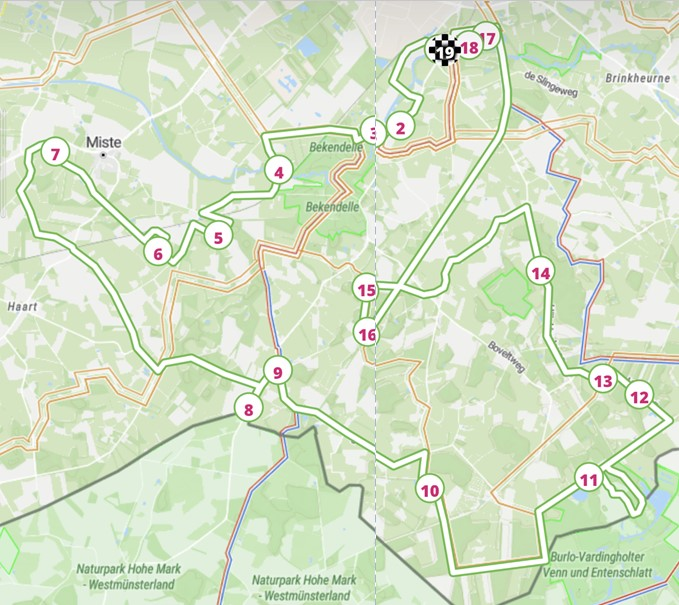 17
18
19
de Slingeweg
Brinkheurne
3
2
Miste
Bekendelle
7
4
Bekendelle
5
6
14
15
Haart
16
Boveltweg
9
13
8
12
11
10
Burlo-Vardingholter
Venn und Entenschlatt
Naturpark Hohe Mark
- Westmünsterland
Naturpark Hohe Mark
- Westmünsterland